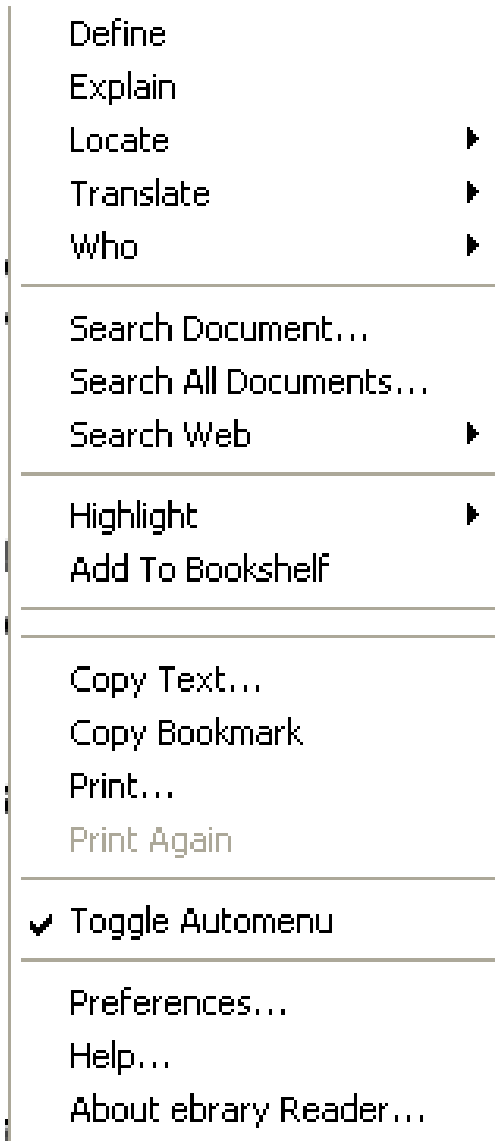 Define
Explain
Locate
Translate
Who
Search Document...
Search All Documents...
Search Web
Highlight
Add To Bookshelf
Copy Text...
Copy Bookmark
Print...
Print Again
Toggle Automenu
Preferences...
Help...
About ebrary Reader...